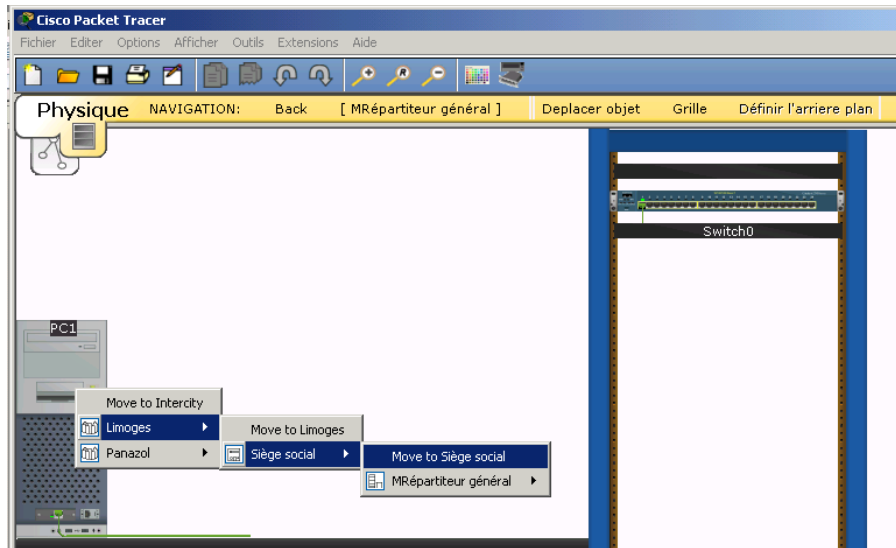 Cisco Packet Tracer
Fichier Editer Options Afficher Outils Extensions Aide
Physique NAVIGATION: Back [ MRépartiteur général ] Deplacer objet Grille Définir l'arriere plan
Switch0
PC1
Move to Intercity
Limoges
Panazol
Move to Limoges
Siège social
Move to Siège social
MRépartiteur général